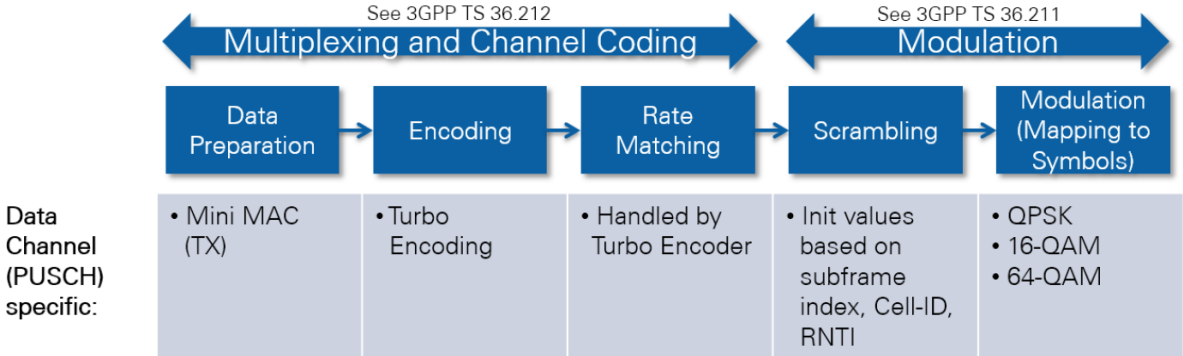 See 3GPP TS 36.212
Multiplexing and Channel Coding
See 3GPP TS 36.211
Modulation
Data
Preparation
Encoding
Rate
Matching
Scrambling
Modulation
(Mapping to
Symbols)
Data
Channel
(PUSCH)
specific:
• Mini MAC
(TX)
• Turbo
Encoding
• Handled by
Turbo Encoder
• Init values
based on
subframe
index, Cell-ID,
RNTI
• QPSK
• 16-QAM
• 64-QAM